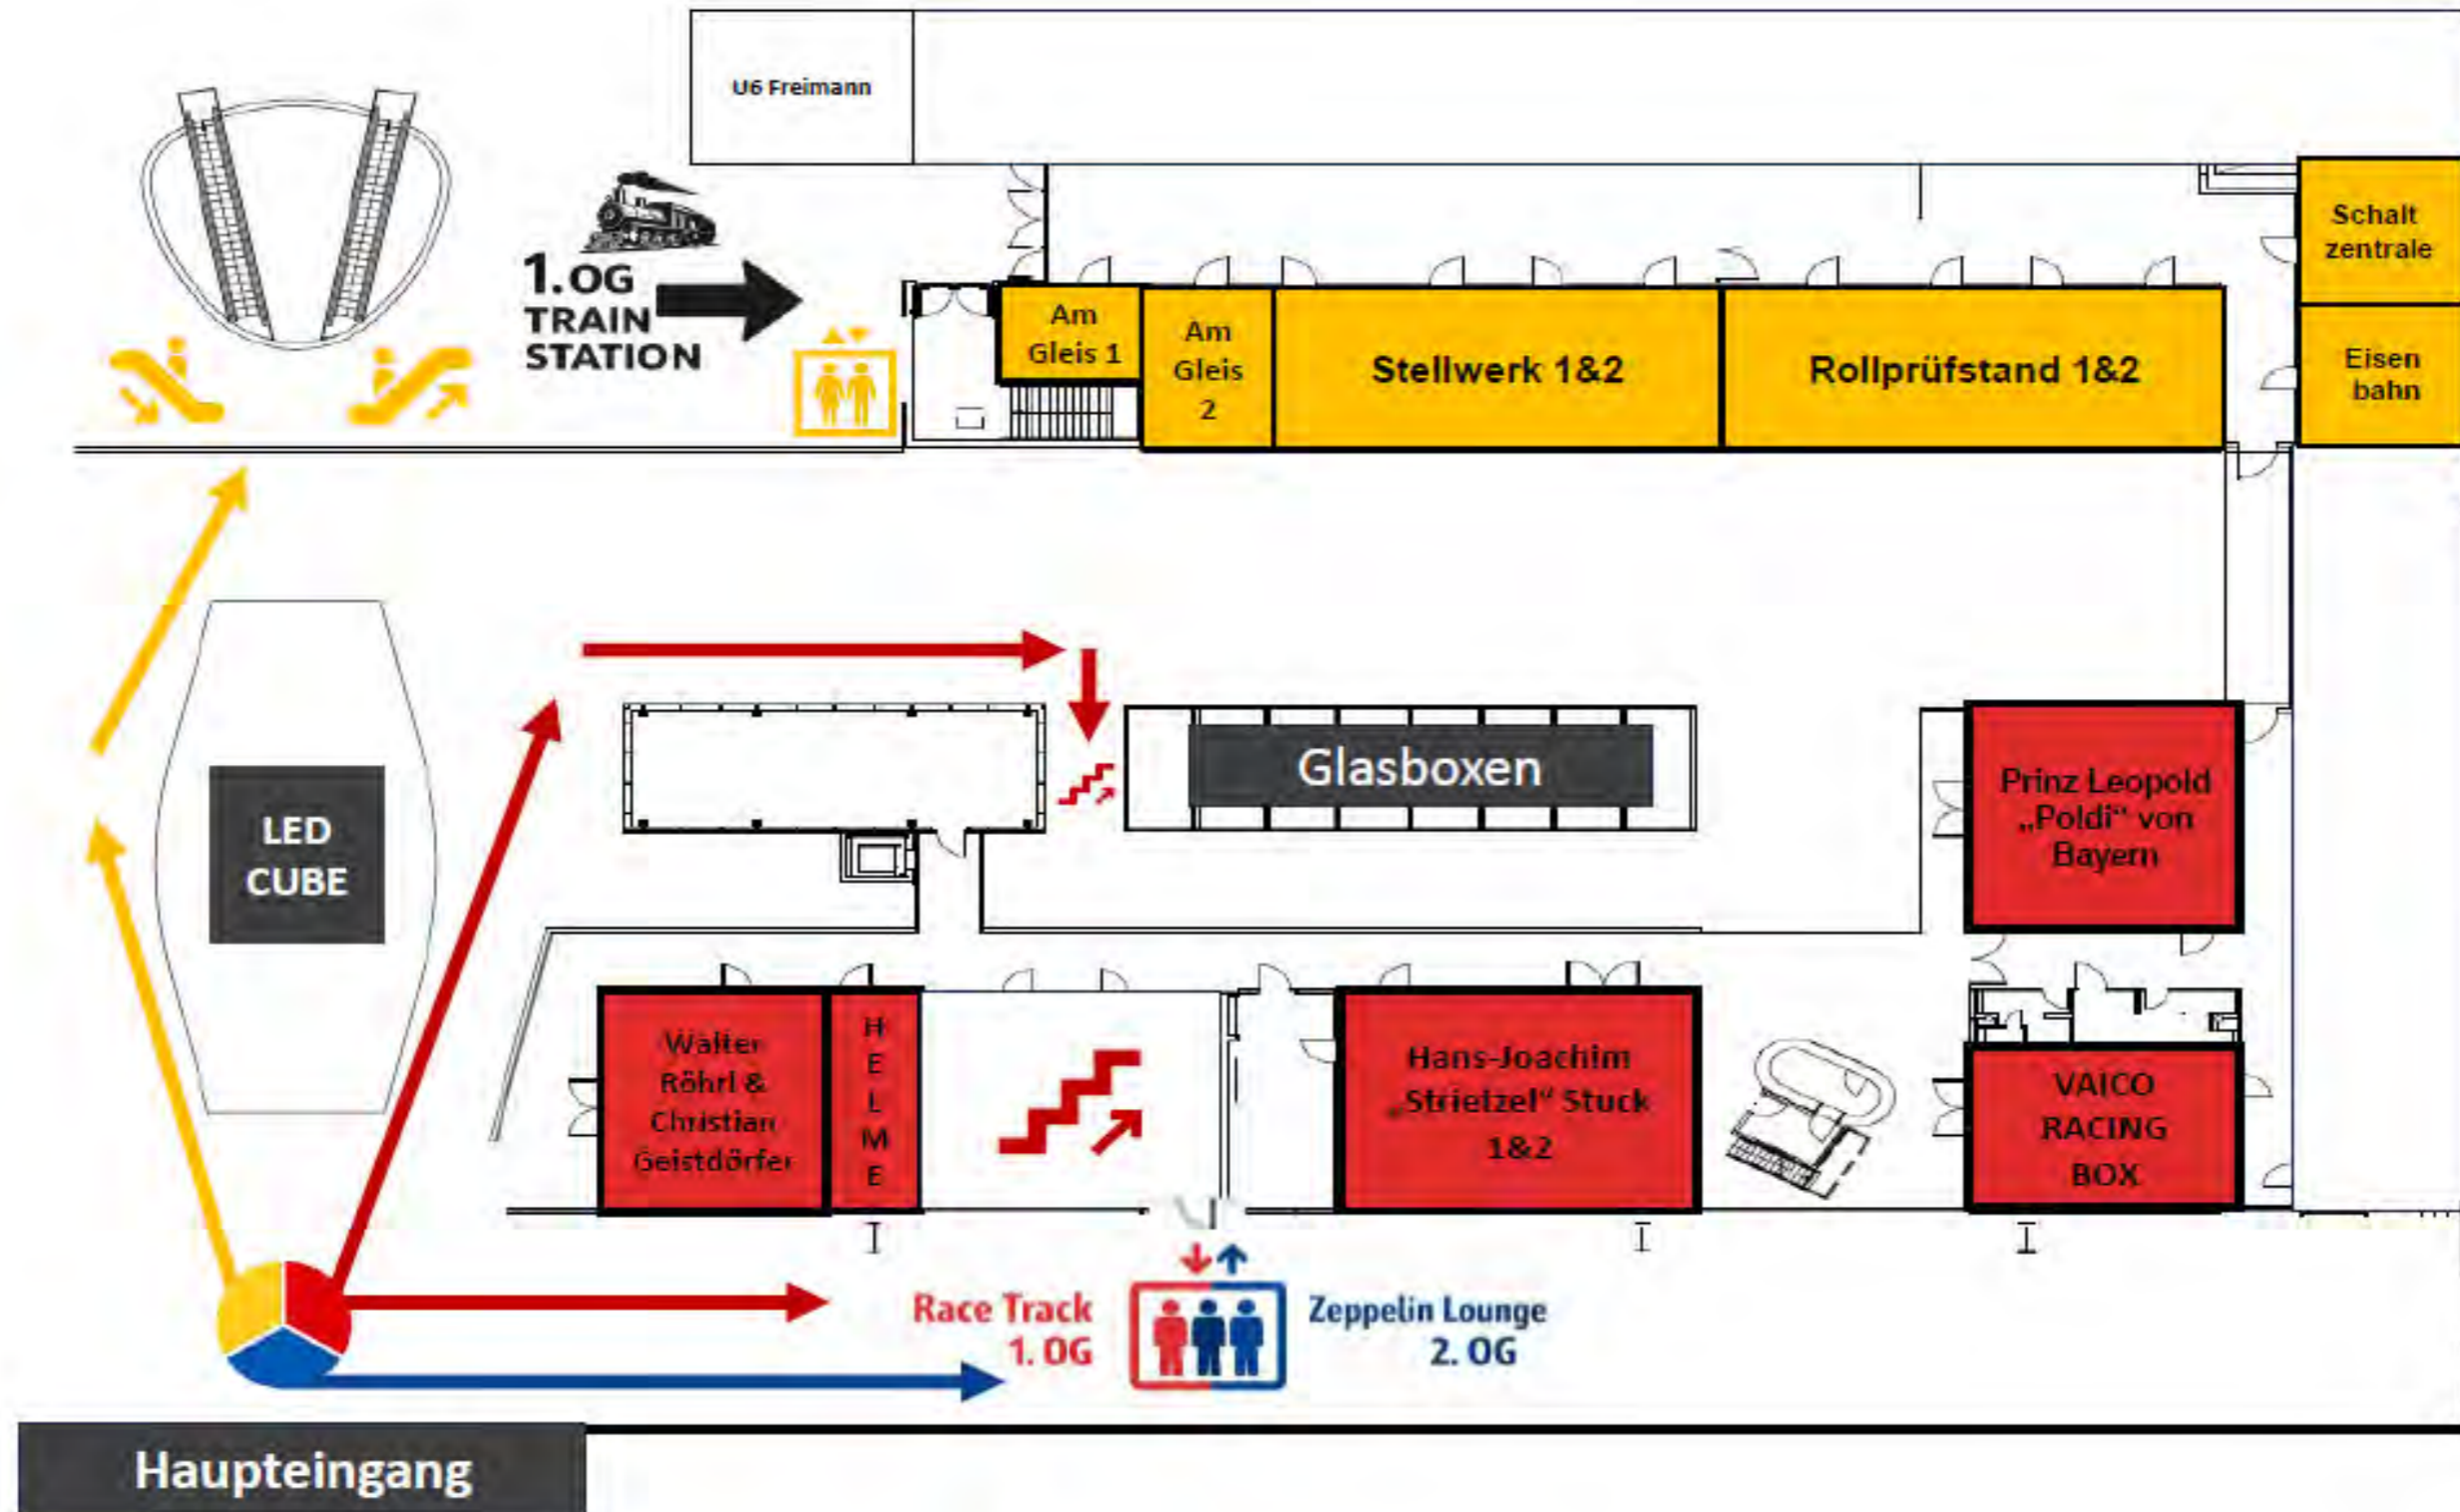 U6 Freimann
1.OG
TRAIN
STATION
Am
Gleis 1
Am
Gleis
2
Stellwerk 1&2
Rollprüfstand 1&2
Schalt
zentrale
Eisen
bahn
LED
CUBE
Glasboxen
Prinz Leopold
„Poldi“ von
Bayern
Walter
Röhrl &
Christian
Geistdörfer
H
E
L
M
E
Hans-Joachim
„Strietzel“ Stuck
1&2
VAICO
RACING
BOX
Race Track
1. OG
Zeppelin Lounge
2. OG
Haupteingang